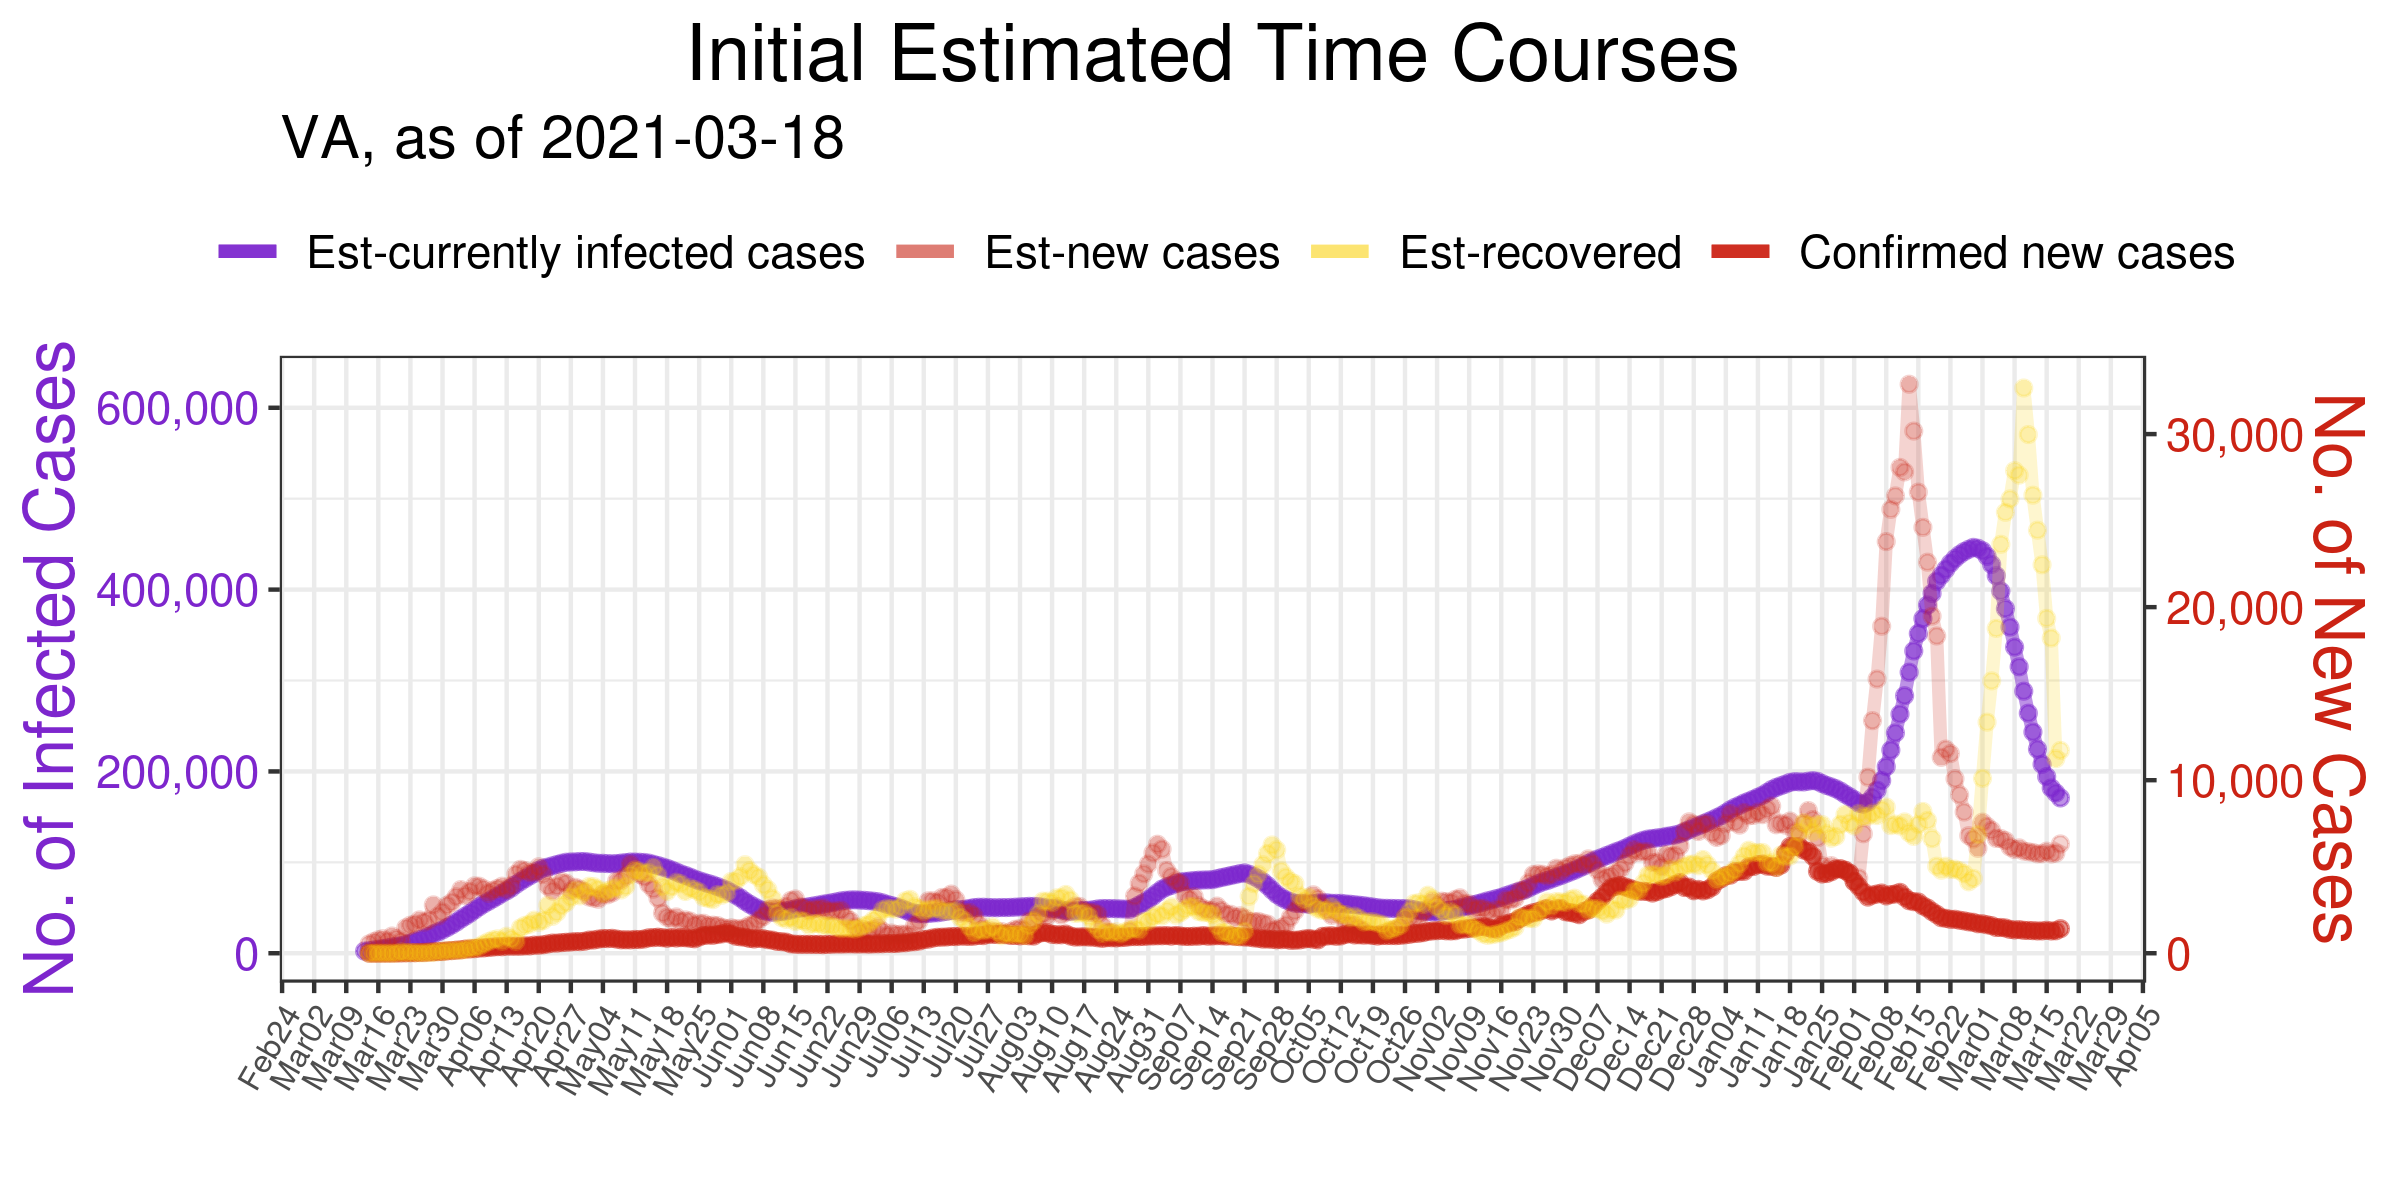 Initial Estimated Time Courses
VA, as of 2021-03-18
Est-currently infected cases
Est-new cases
Est-recovered
Confirmed new cases
No. of Infected Cases
600,000
400,000
200,000
0
30,000
20,000
10,000
0
No. of New Cases
Feb24
Mar02
Mar09
Mar16
Mar23
Mar30
Apr06
Apr13
Apr20
Apr27
May04
May11
May18
May25
Jun01
Jun08
Jun15
Jun22
Jun29
Jul06
Jul13
Jul20
Jul27
Aug03
Aug10
Aug17
Aug24
Aug31
Sep07
Sep14
Sep21
Sep28
Oct05
Oct12
Oct19
Oct26
Nov02
Nov09
Nov16
Nov23
Nov30
Dec07
Dec14
Dec21
Dec28
Jan04
Jan11
Jan18
Jan25
Feb01
Feb08
Feb15
Feb22
Mar01
Mar08
Mar15
Mar22
Mar29
Apr05